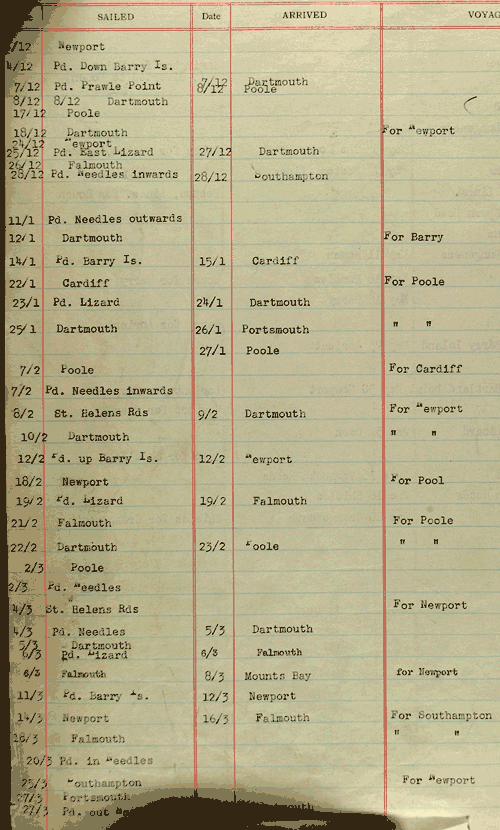 SAILED Date ARRIVED VOYAG
/12 Newport
4/12 Pd. Down Barry Is.
7/12 Pd. Prawle Point 7/12 Dartmouth
8/12 Poole
8/12 8/12 Dartmouth
17/12 Poole
18/12 Dartmouth For Newport
24/12 Newport
25/12 Pd. East Lizard 27/12 Dartmouth
26/12 Falmouth
28/12 Pd. Needles inwards 28/12 Southampton
11/1 Pd. Needles outwards
12/1 Dartmouth For Barry
14/1 Pd. Barry Is. 15/1 Cardiff
22/1 Cardiff For Poole
23/1 Pd. Lizard 24/1 Dartmouth
25/1 Dartmouth 26/1 Portsmouth " "
27/1 Poole
7/2 Poole For Cardiff
7/2 Pd. Needles inwards
8/2 St. Helens Rds 9/2 Dartmouth For Newport
10/2 Dartmouth " "
12/2 Pd. up Barry Is. 12/2 Newport
18/2 Newport For Pool
19/2 Pd. Lizard 19/2 Falmouth
21/2 Falmouth For Poole
22/2 Dartmouth 23/2 Poole " "
2/3 Poole
2/3 Pd. Needles
4/3 St. Helens Rds For Newport
4/3 Pd. Needles 5/3 Dartmouth
5/3 Dartmouth
6/3 Pd. Lizard 6/3 Falmouth
6/3 Falmouth 8/3 Mounts Bay for Newport
11/3 Pd. Barry Is. 12/3 Newport
14/3 Newport 16/3 Falmouth For Southampton
18/3 Falmouth " "
20/3 Pd. in Needles
25/3 Southampton For Newport
27/3 Portsmouth
27/3 Pd. out